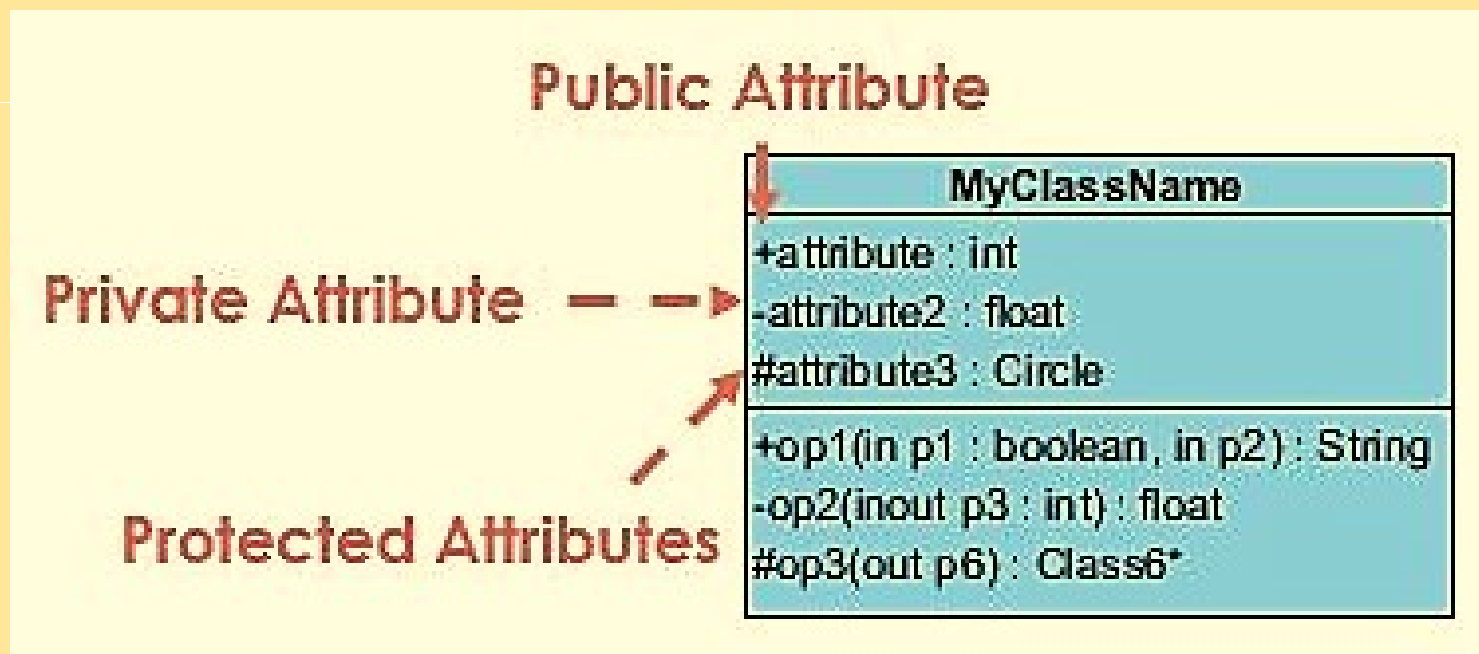 Public Attribute
MyClassName
+attribute : int
Private Attribute
-attribute2 : float
#attribute3 : Circle
+op1(in p1 : boolean, in p2) : String
-op2(inout p3 : int) : float
Protected Attributes
#op3(out p6) : Class6*